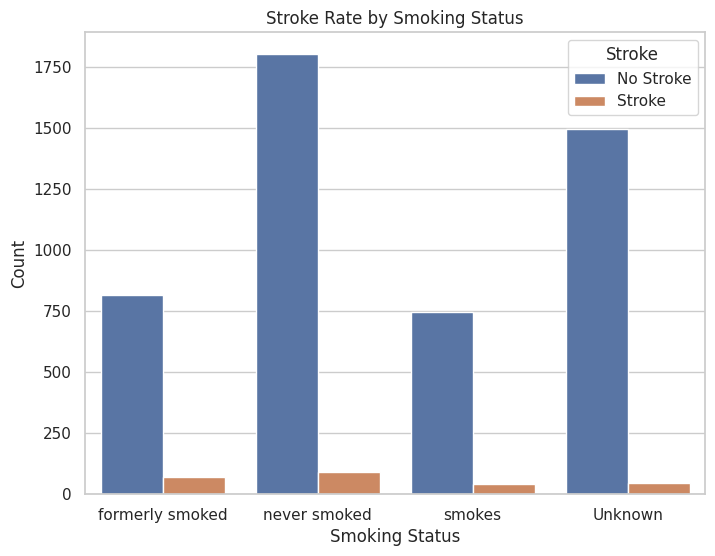 Stroke Rate by Smoking Status
Stroke
No Stroke
Stroke
Count
1750
1500
1250
1000
750
500
250
0
formerly smoked
never smoked
smokes
Unknown
Smoking Status